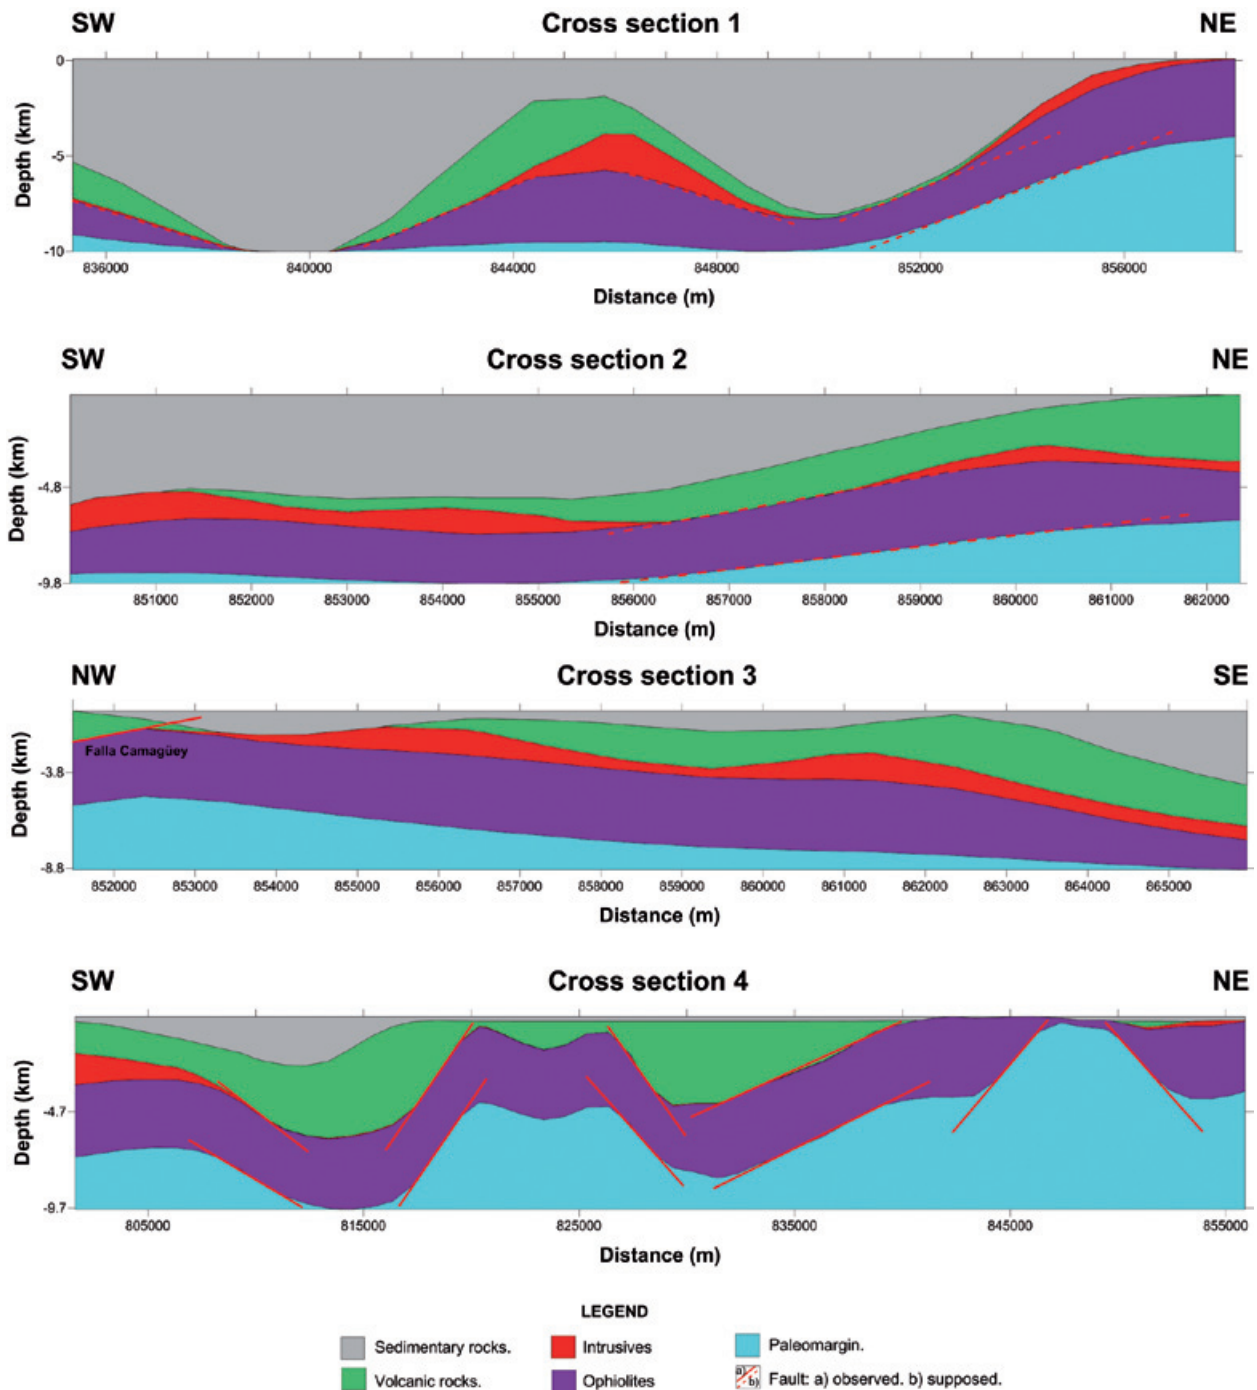 SW Cross section 1 NE
Depth (km)
0
-5
-10
836000 840000 844000 848000 852000 856000
Distance (m)
SW Cross section 2 NE
Depth (km)
-4.8
-9.8
851000 852000 853000 854000 855000 856000 857000 858000 859000 860000 861000 862000
Distance (m)
NW Cross section 3 SE
Depth (km)
Falla Camagüey
-3.8
-8.8
852000 853000 854000 855000 856000 857000 858000 859000 860000 861000 862000 863000 864000 865000
Distance (m)
SW Cross section 4 NE
Depth (km)
-4.7
-9.7
805000 815000 825000 835000 845000 855000
Distance (m)
LEGEND
Sedimentary rocks. Intrusives Paleomargin.
Volcanic rocks. Ophiolites a) b) Fault: a) observed. b) supposed.